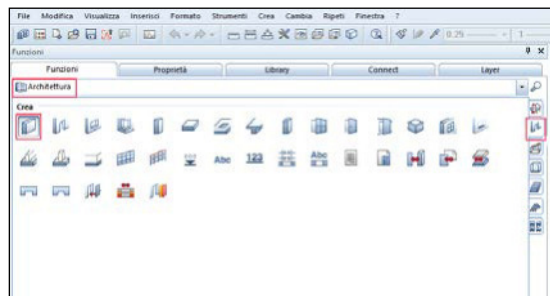 File Modifica Visualizza Inserisci Formato Strumenti Crea Cambia Ripeti Finestra ?
0.25 1
Funzioni
Funzioni Proprietà Library Connect Layer
Architettura
Crea
Abc 123 Abc